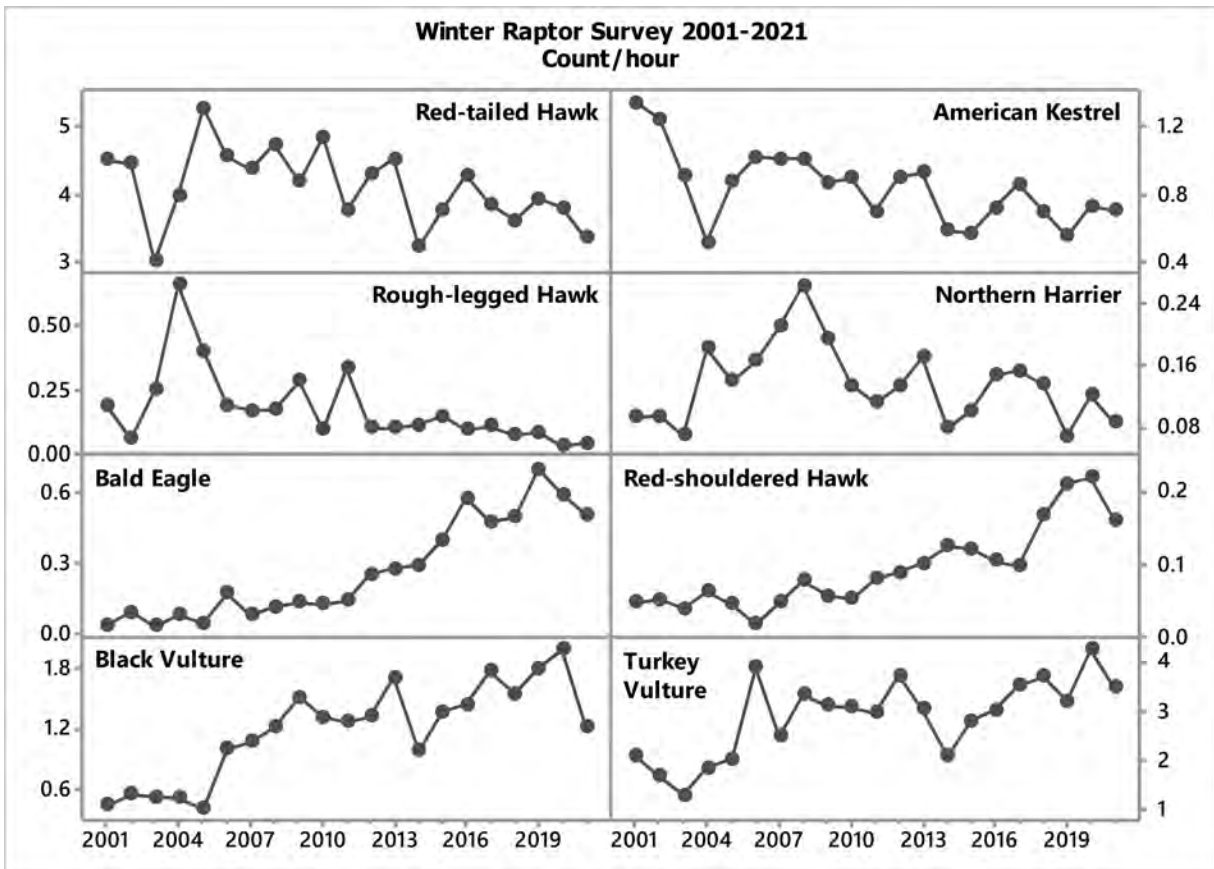 Winter Raptor Survey 2001-2021
Count/hour
Red-tailed Hawk
5
4
3
American Kestrel
1.2
0.8
0.4
Rough-legged Hawk
0.50
0.25
0.00
Northern Harrier
0.24
0.16
0.08
Bald Eagle
0.6
0.3
0.0
Red-shouldered Hawk
0.2
0.1
0.0
Black Vulture
1.8
1.2
0.6
Turkey
Vulture
4
3
2
1
2001 2004 2007 2010 2013 2016 2019
2001 2004 2007 2010 2013 2016 2019